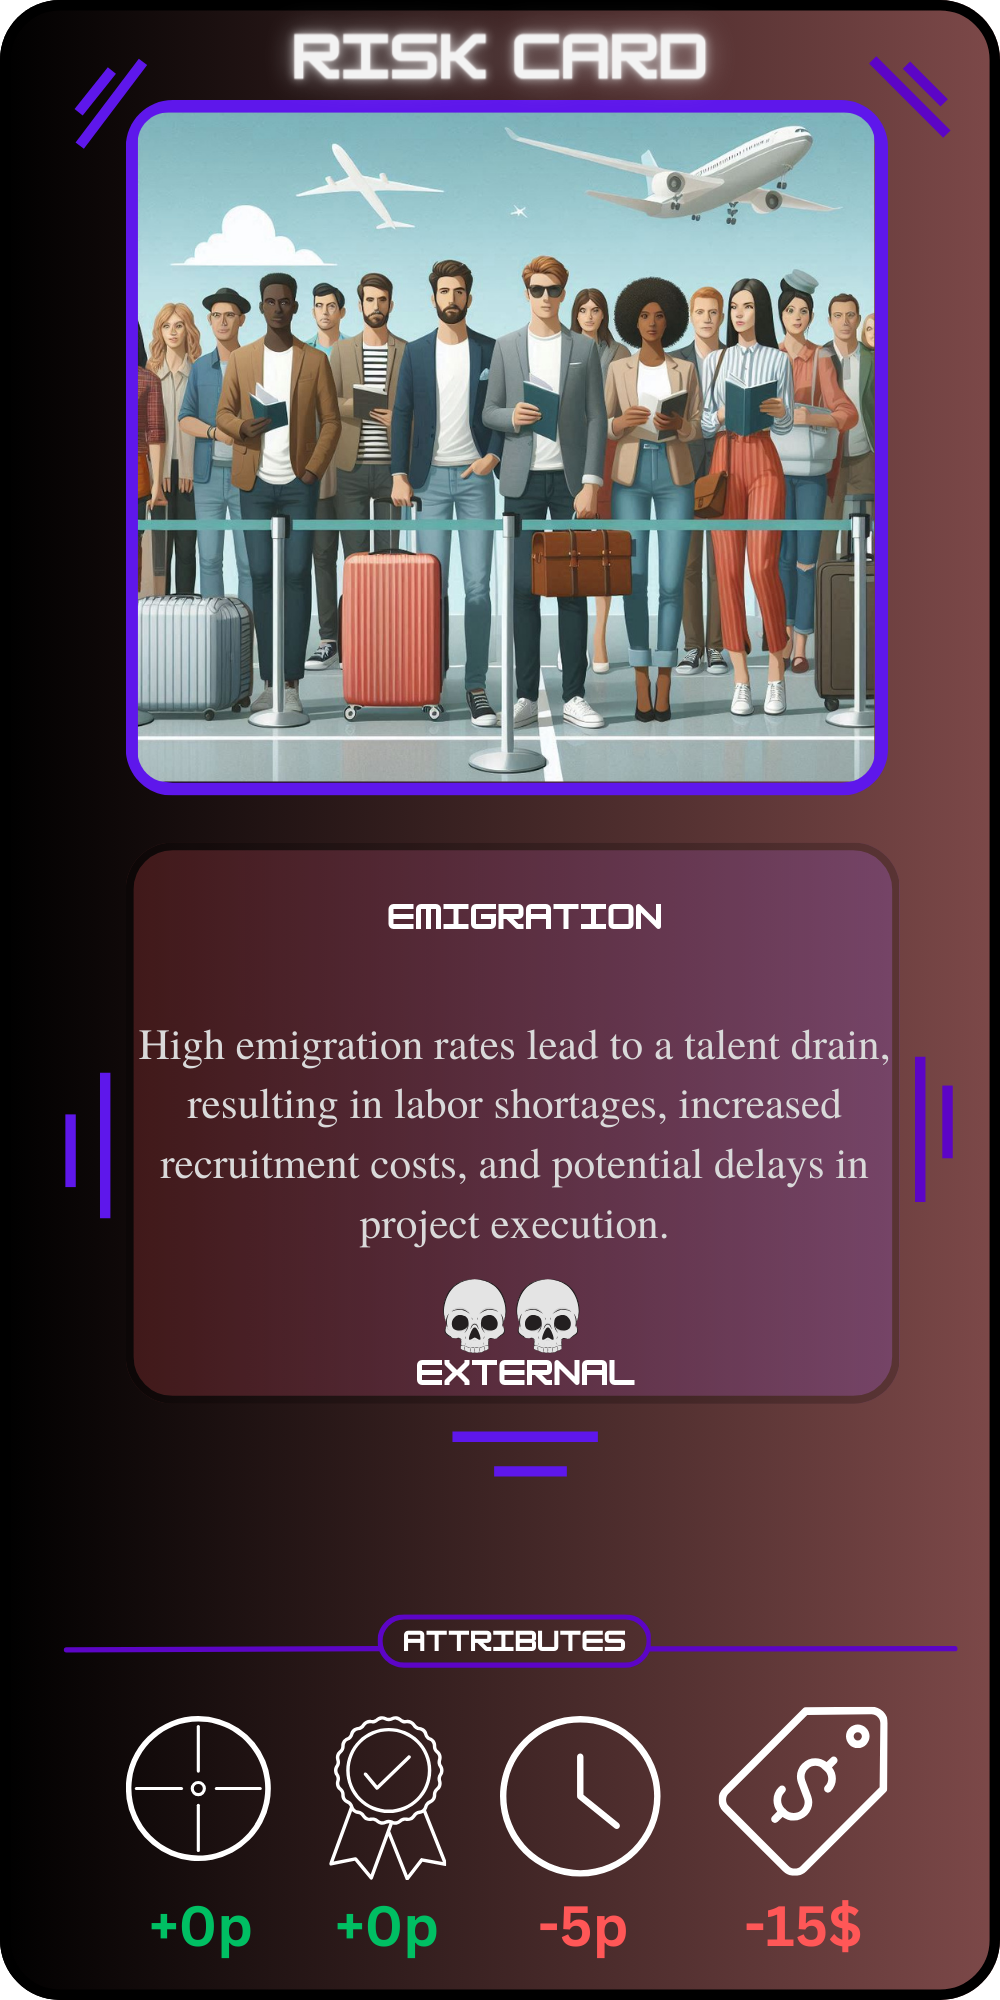 RISK CARD
EMIGRATION
High emigration rates lead to a talent drain,
resulting in labor shortages, increased
recruitment costs, and potential delays in
project execution.
EXTERNAL
ATTRIBUTES
+0p +0p -5p -15$